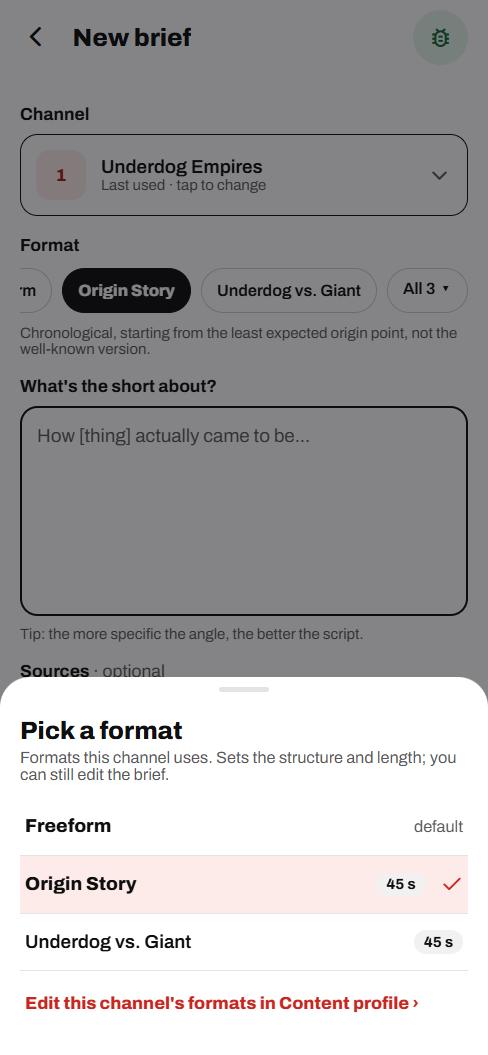 New brief
Channel
1
Underdog Empires
Last used · tap to change
Format
rm
Origin Story
Underdog vs. Giant
All 3 ▼
Chronological, starting from the least expected origin point, not the
well-known version.
What's the short about?
How [thing] actually came to be...
Tip: the more specific the angle, the better the script.
Sources · optional
Pick a format
Formats this channel uses. Sets the structure and length; you
can still edit the brief.
Freeform
default
Origin Story
45 s
Underdog vs. Giant
45 s
Edit this channel's formats in Content profile ›